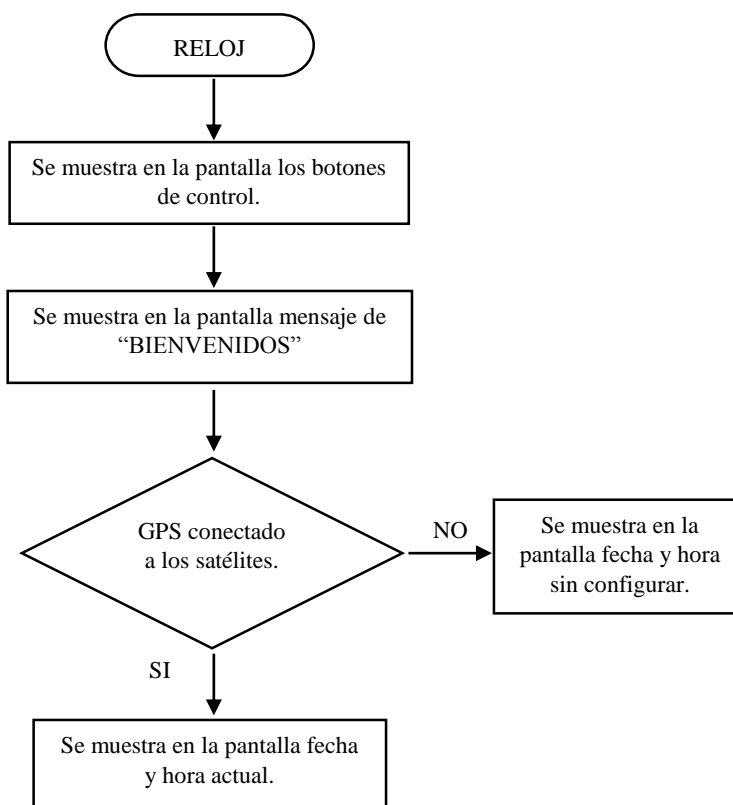 RELOJ
Se muestra en la pantalla los botones
de control.
Se muestra en la pantalla mensaje de
“BIENVENIDOS”
GPS conectado
a los satélites.
NO
Se muestra en la
pantalla fecha y hora
sin configurar.
SI
Se muestra en la pantalla fecha
y hora actual.